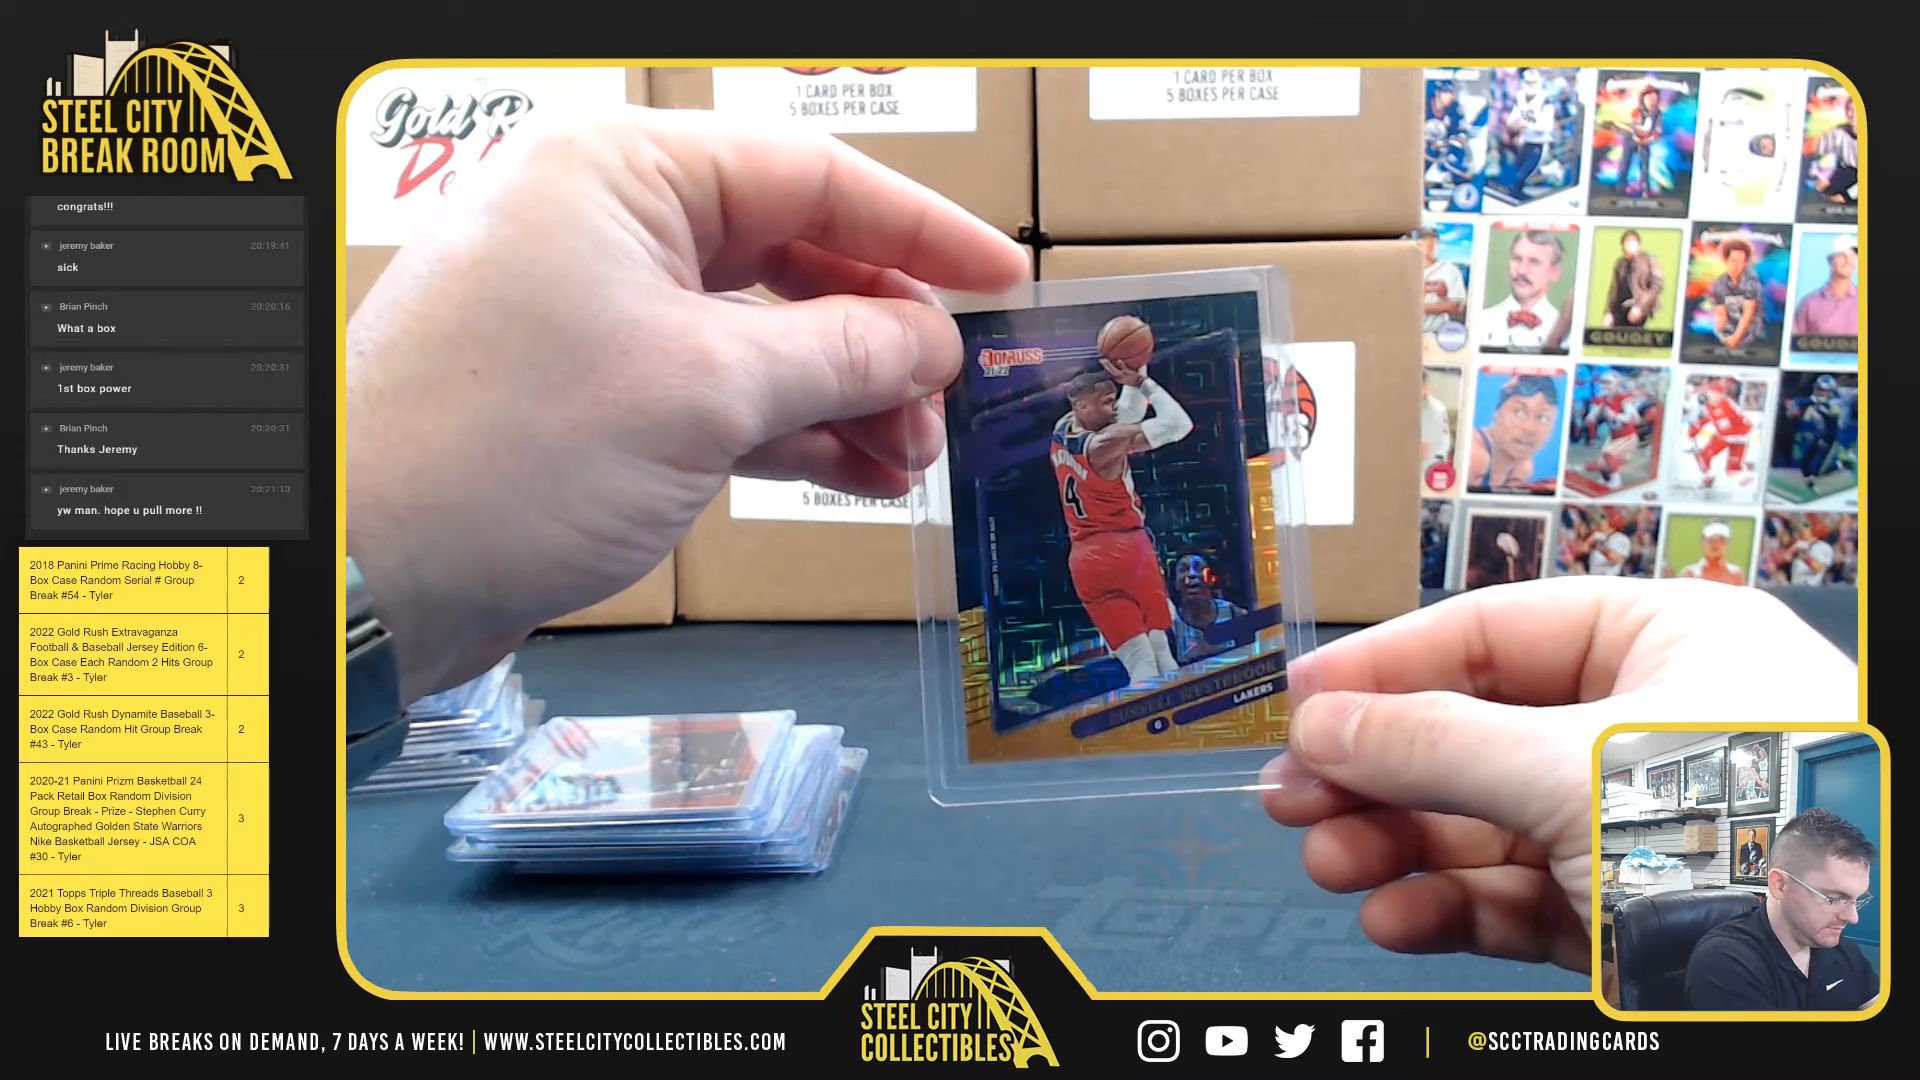 STEEL CITY
BREAK ROOM
congrats!!!
jeremy baker 20:19:41
sick
Brian Pinch 20:20:16
What a box
jeremy baker 20:20:31
1st box power
Brian Pinch 20:20:31
Thanks Jeremy
jeremy baker 20:21:13
yw man. hope u pull more !!
2018 Panini Prime Racing Hobby 8-
Box Case Random Serial # Group
Break #54 - Tyler
2
2022 Gold Rush Extravaganza
Football & Baseball Jersey Edition 6-
Box Case Each Random 2 Hits Group
Break #3 - Tyler
2
2022 Gold Rush Dynamite Baseball 3-
Box Case Random Hit Group Break
#43 - Tyler
2
2020-21 Panini Prizm Basketball 24
Pack Retail Box Random Division
Group Break - Prize - Stephen Curry
Autographed Golden State Warriors
Nike Basketball Jersey - JSA COA
#30 - Tyler
3
2021 Topps Triple Threads Baseball 3
Hobby Box Random Division Group
Break #6 - Tyler
3
Gold R
1 CARD PER BOX
5 BOXES PER CASE
1 CARD PER BOX
5 BOXES PER CASE
5 BOXES PER CASE
GOUDEY
DONRUSS
21-22
4
RUSSELL WESTBROOK
G
LAKERS
STEEL CITY
COLLECTIBLES
LIVE BREAKS ON DEMAND, 7 DAYS A WEEK! | WWW.STEELCITYCOLLECTIBLES.COM
| @SCCTRADINGCARDS